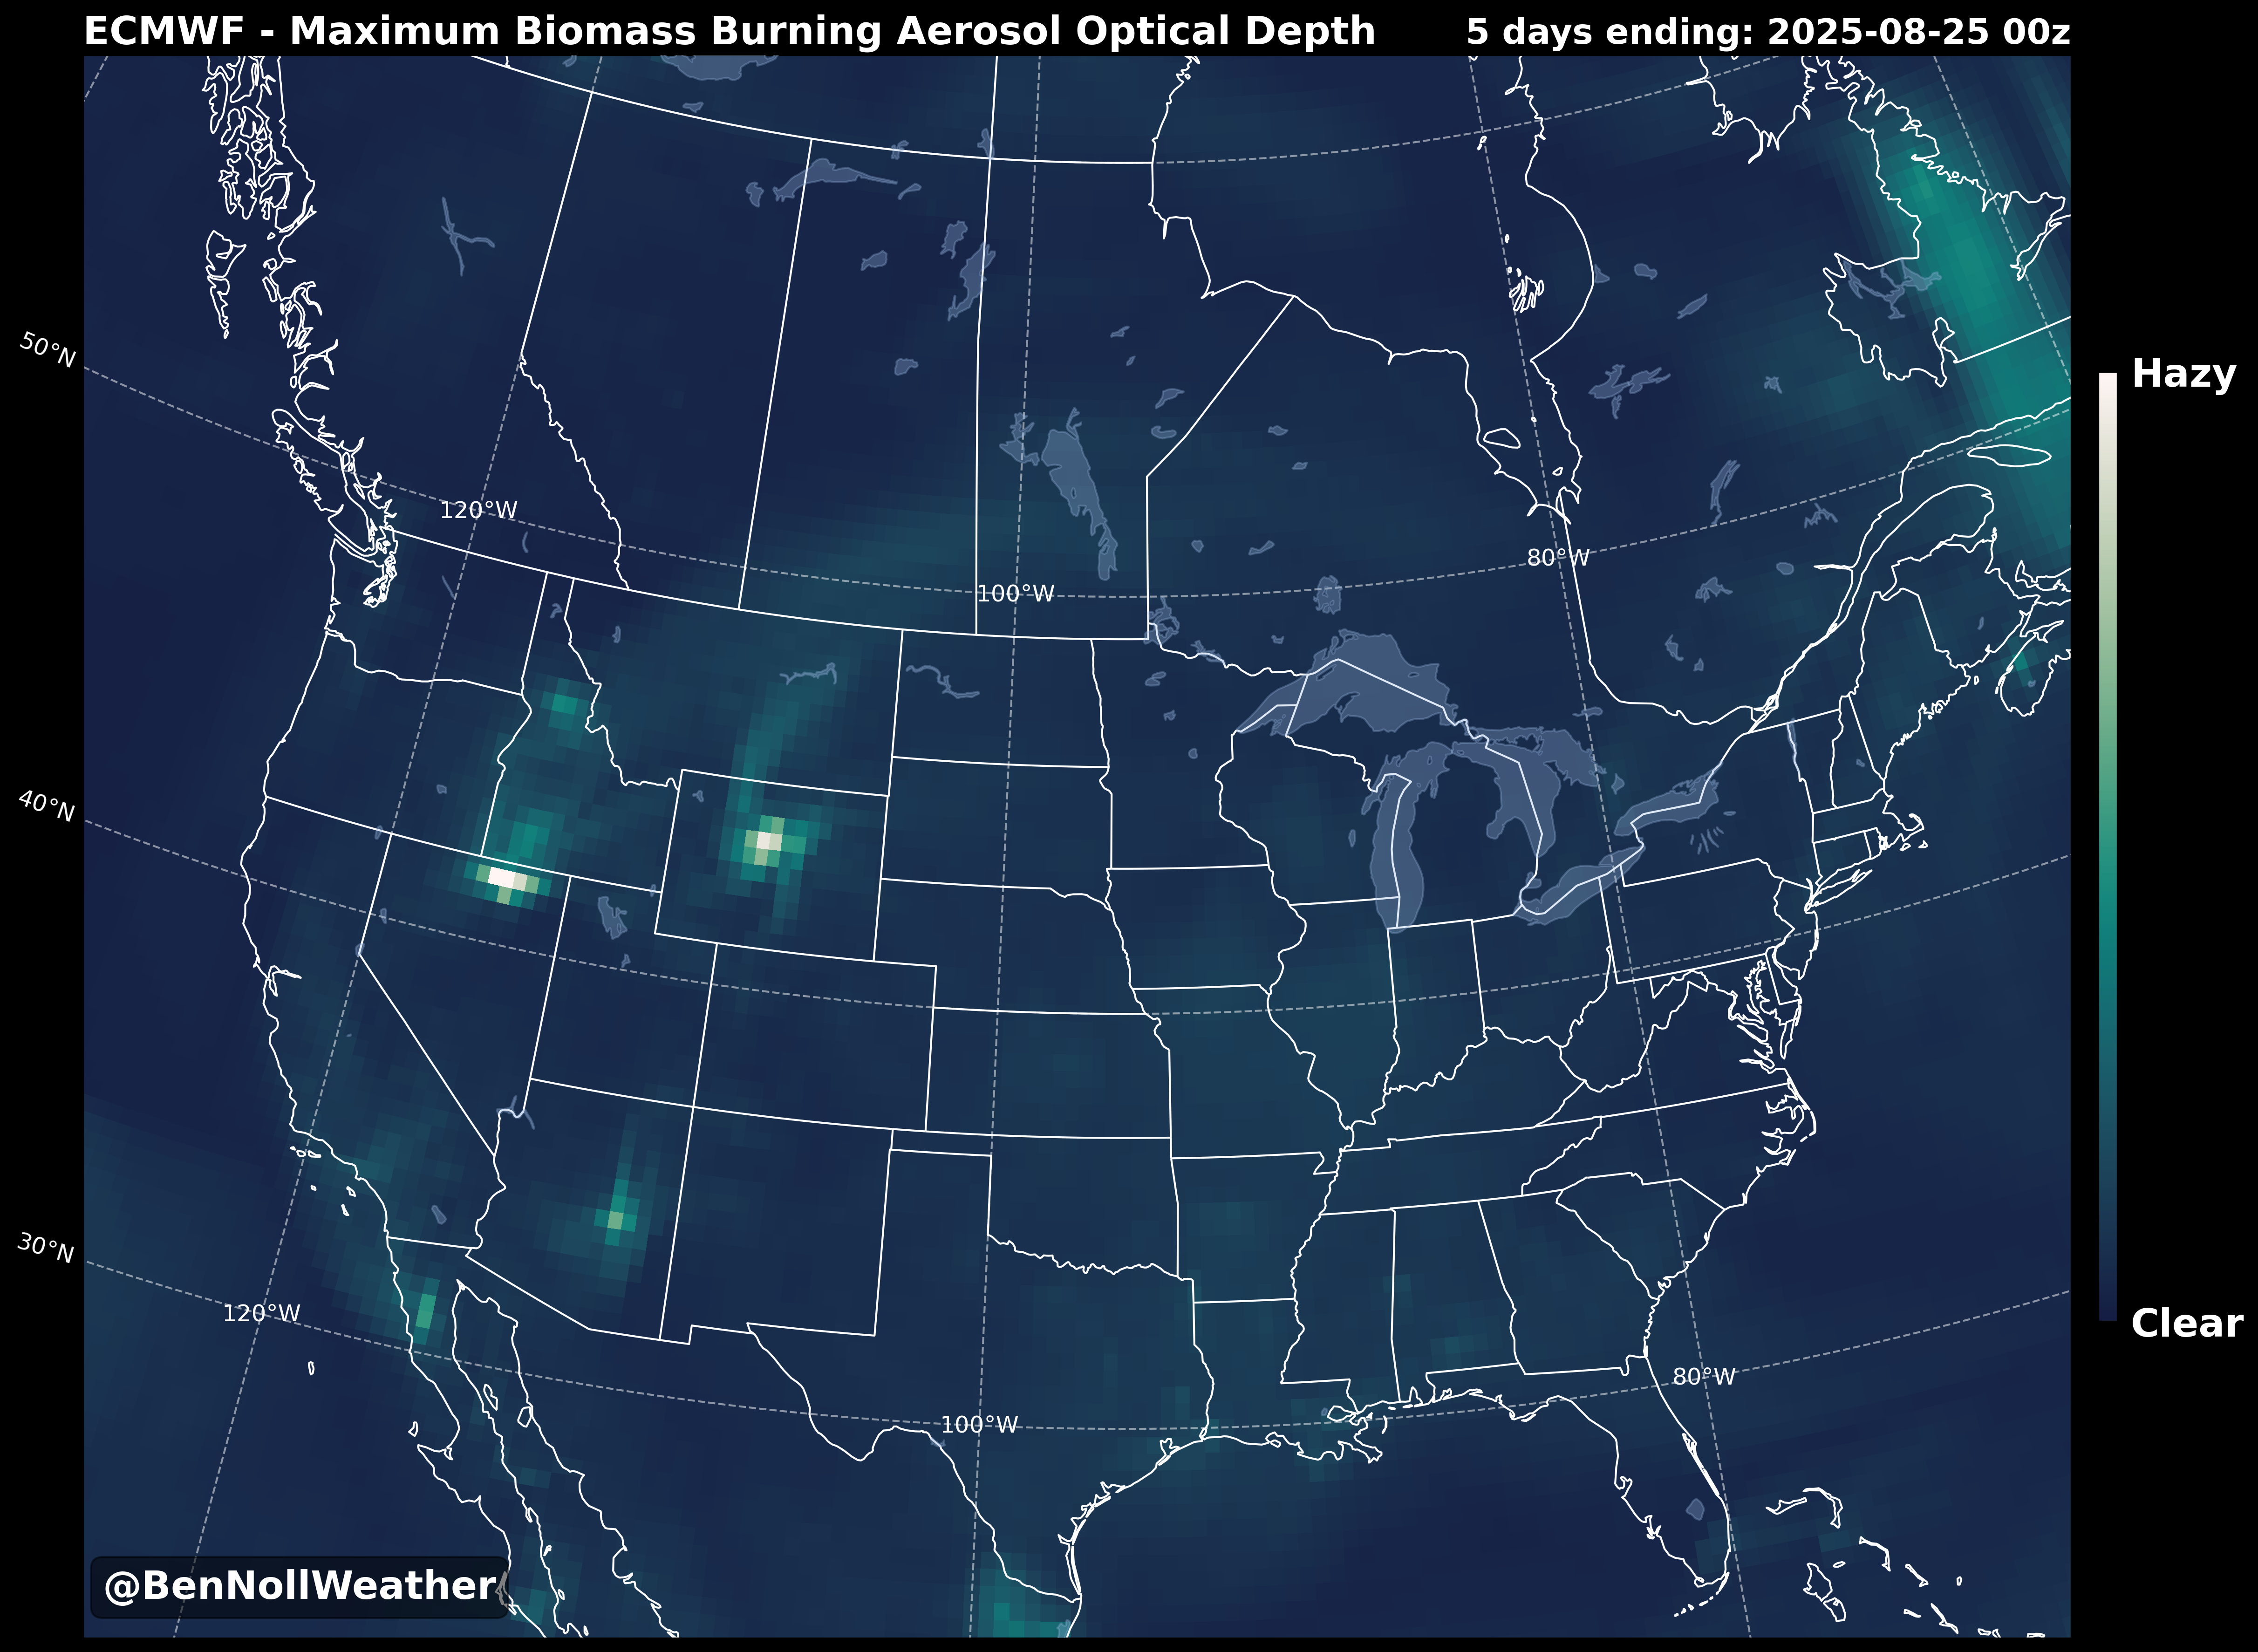 ECMWF - Maximum Biomass Burning Aerosol Optical Depth
5 days ending: 2025-08-25 00z
50°N
Hazy
120°W
80°W
100°W
40°N
30°N
120°W
Clear
80°W
100°W
@BenNollWeather